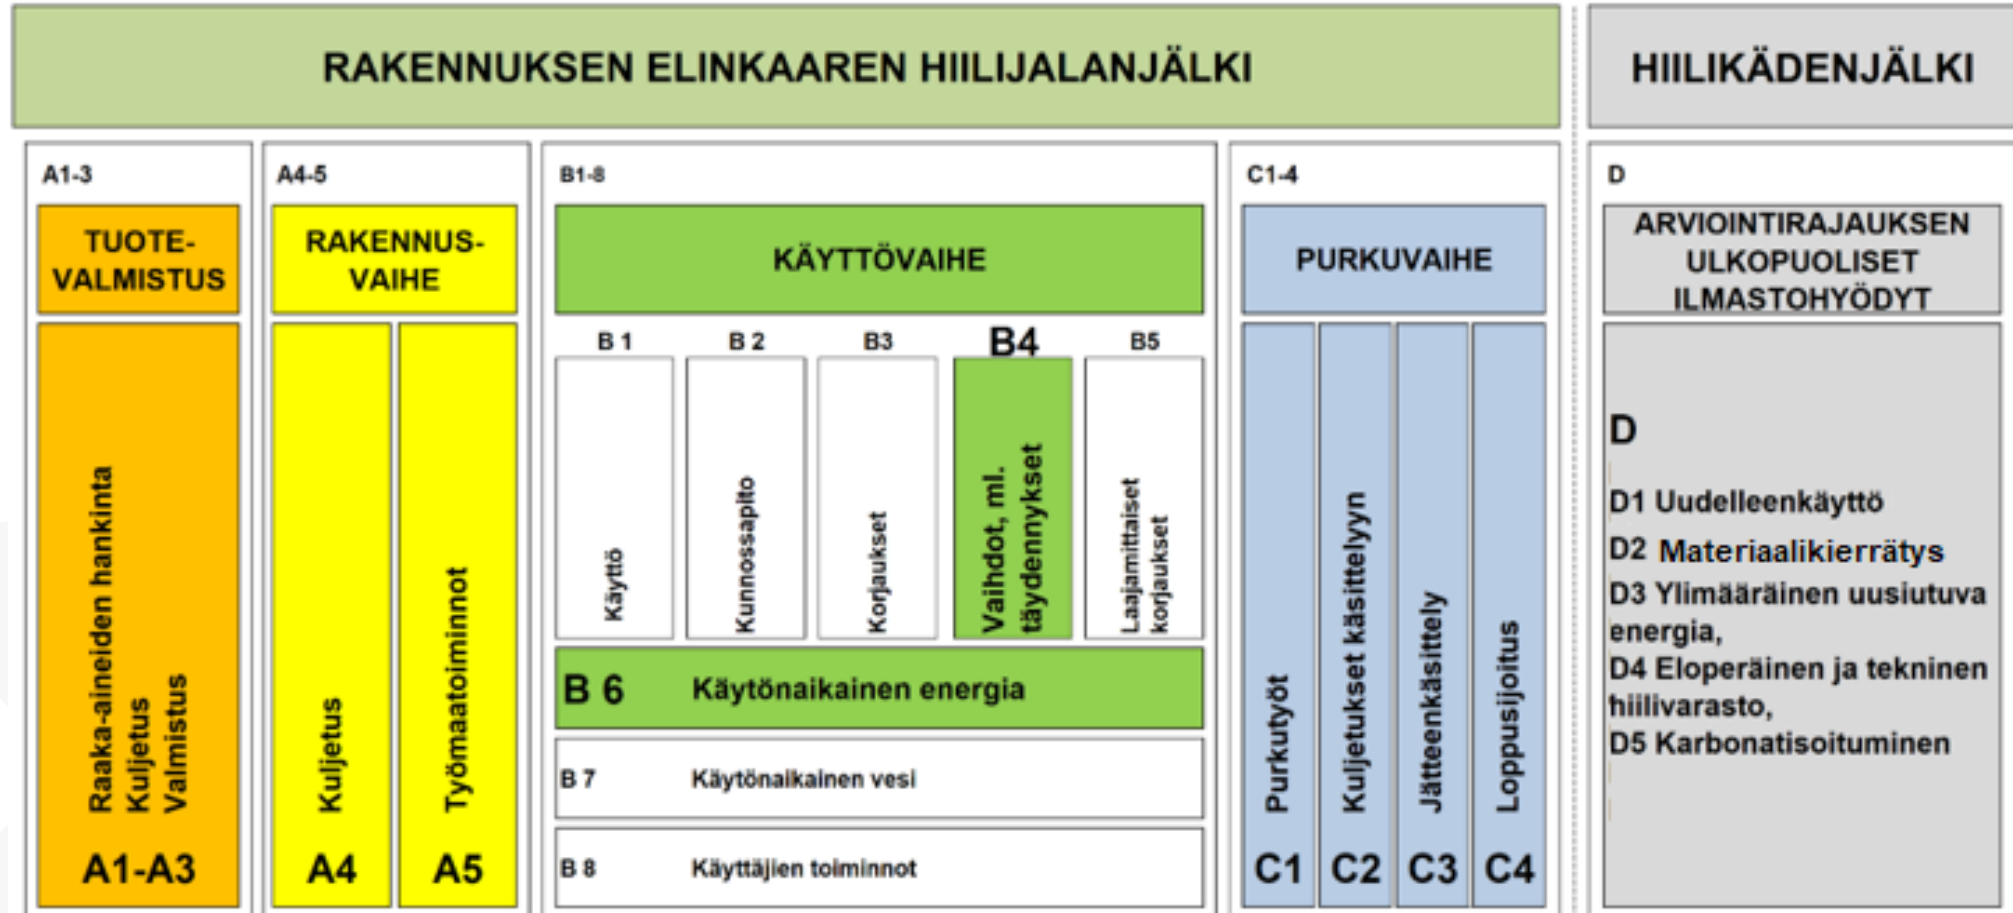 RAKENNUKSEN ELINKAAREN HIILIJALANJÄLKI
HIILIKÄDENJÄLKI
A1-3
TUOTE-
VALMISTUS
Raaka-aineiden hankinta
Kuljetus
Valmistus
A1-A3
A4-5
RAKENNUS-
VAIHE
Kuljetus
A4
Työmaatoiminnot
A5
B1-8
KÄYTTÖVAIHE
B 1
Käyttö
B 2
Kunnossapito
B3
Korjaukset
B4
Vaihdot, ml.
täydennykset
B5
Laajamittaiset
korjaukset
B 6 Käytönaikainen energia
B 7 Käytönaikainen vesi
B 8 Käyttäjien toiminnot
C1-4
PURKUVAIHE
Purkutyöt
C1
Kuljetukset käsittelyyn
C2
Jätteenkäsittely
C3
Loppusijoitus
C4
D
ARVIOINTIRAJAUKSEN
ULKOPUOLISET
ILMASTOHYÖDYT
D
D1 Uudelleenkäyttö
D2 Materiaalikierrätys
D3 Ylimääräinen uusiutuva
energia,
D4 Eloperäinen ja tekninen
hiilivarasto,
D5 Karbonatisoituminen